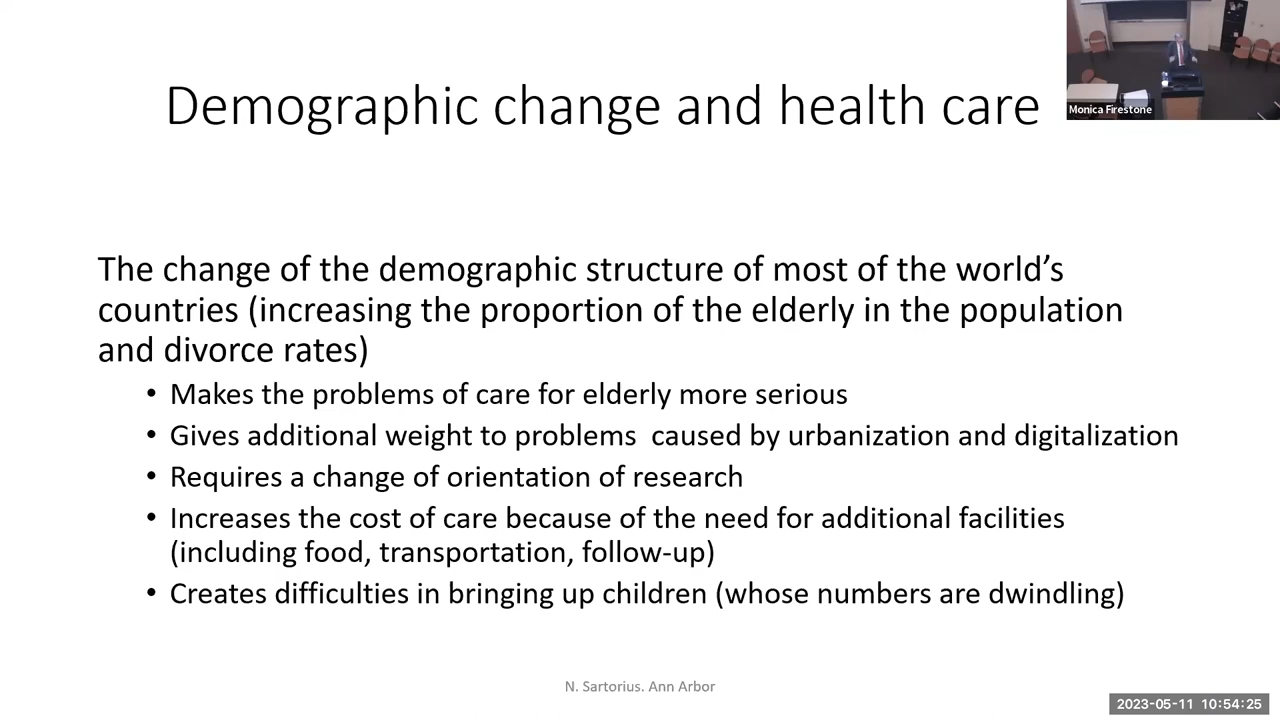 Demographic change and health care
Monica Firestone
The change of the demographic structure of most of the world’s
countries (increasing the proportion of the elderly in the population
and divorce rates)
• Makes the problems of care for elderly more serious
• Gives additional weight to problems  caused by urbanization and digitalization
• Requires a change of orientation of research
• Increases the cost of care because of the need for additional facilities
(including food, transportation, follow-up)
• Creates difficulties in bringing up children (whose numbers are dwindling)
N. Sartorius. Ann Arbor
2023-05-11 10:54:25